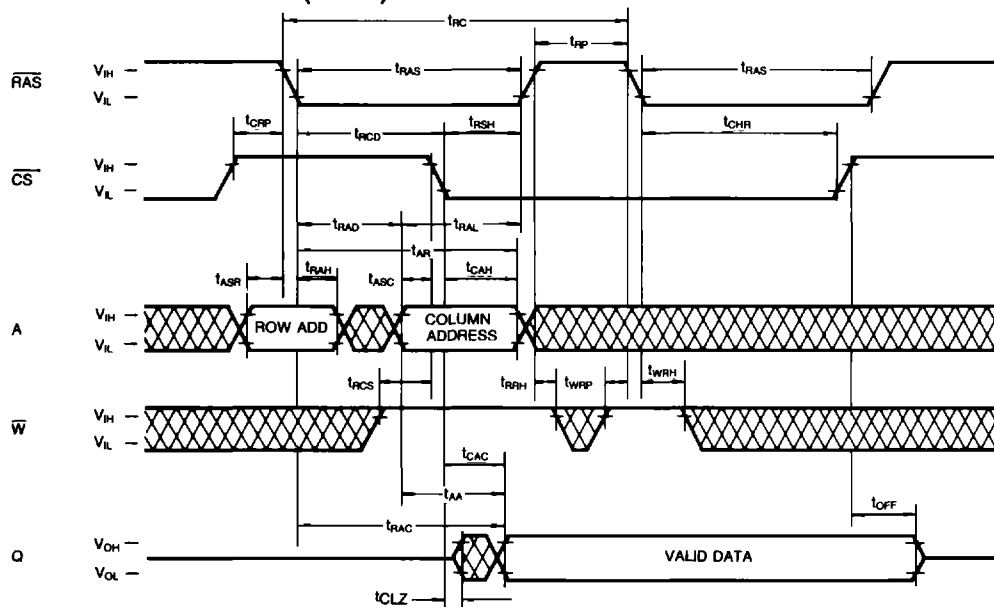 tRC
tRP
RAS
VIH
VIL
tRAS
tRAS
tCRP
tRCD
tRSH
tCHR
CS
VIH
VIL
tRAD
tRAL
tAR
tASR
tRAH
tASC
tCAH
A
VIH
VIL
ROW ADD
COLUMN
ADDRESS
tRCS
tRRH
tWRP
tWRH
W
VIH
VIL
tCAC
tAA
tRAC
tOFF
Q
VOH
VOL
VALID DATA
tCLZ